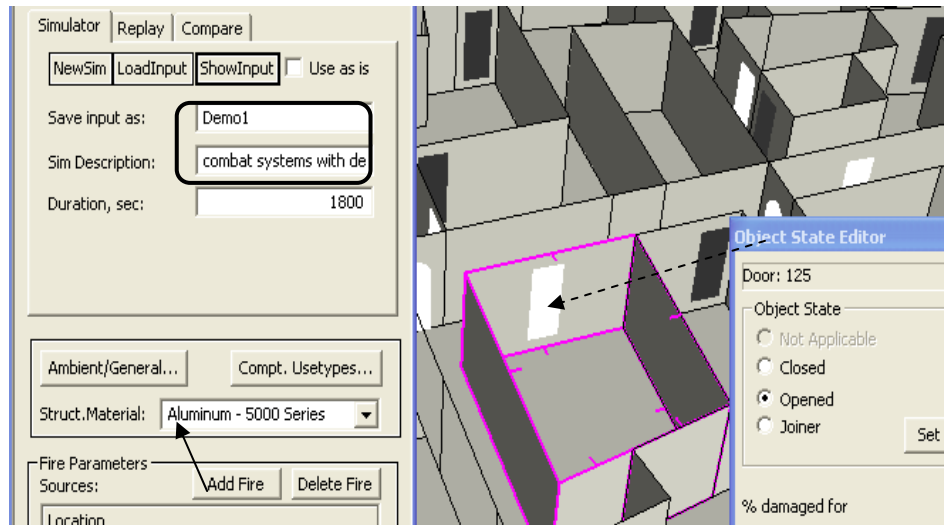 Simulator Replay Compare
NewSim LoadInput ShowInput Use as is
Save input as: Demo1
Sim Description: combat systems with de
Duration, sec: 1800
Ambient/General... Compt. Usetypes...
Struct.Material: Aluminum - 5000 Series
Fire Parameters
Sources: Add Fire Delete Fire
Location
Object State Editor
Door: 125
Object State
Not Applicable
Closed
Opened
Joiner
Set
% damaged for